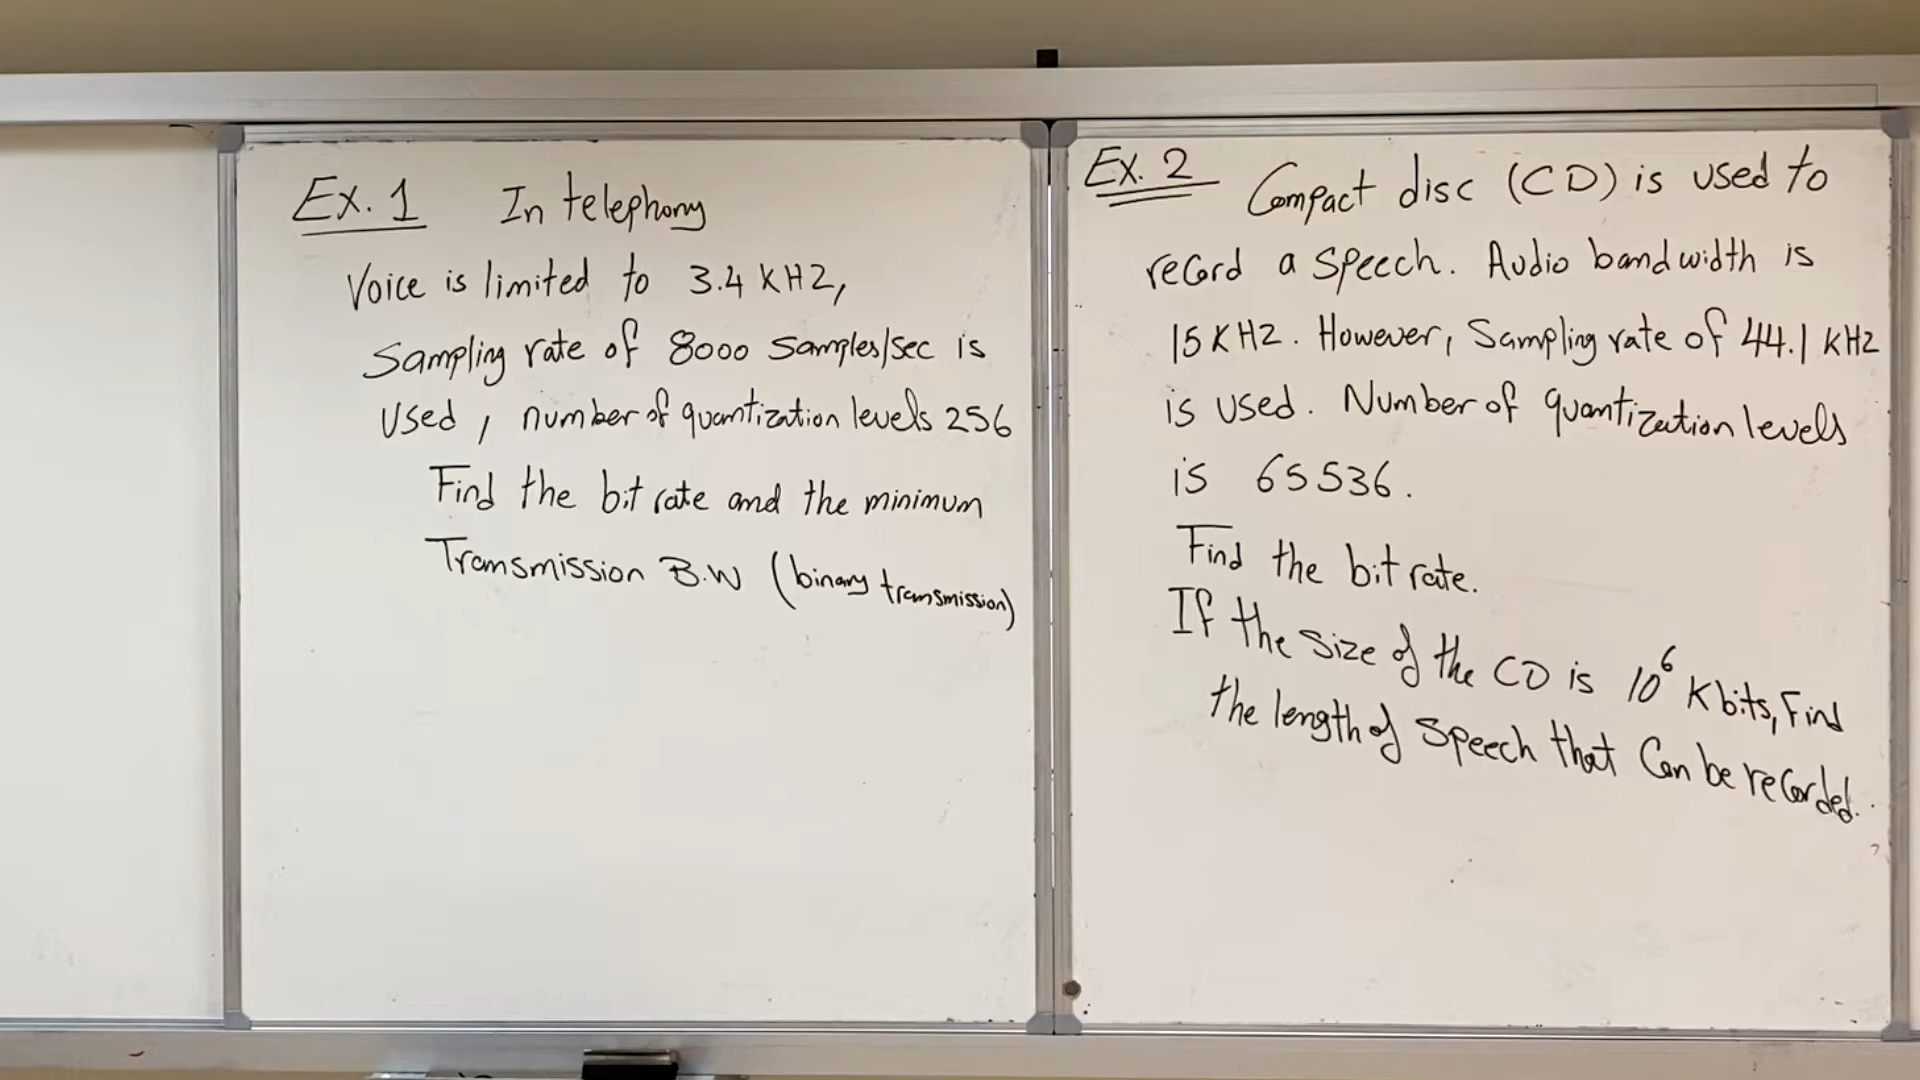 Ex. 1 In telephony
Voice is limited to 3.4 KHZ,
Sampling rate of 8000 Samples/sec is
Used, number of quantization levels 256
Find the bit rate and the minimum
Transmission B.W (binary transmission)
Ex. 2 Compact disc (CD) is used to
record a speech. Audio bandwidth is
15 KHZ. However, Sampling rate of 44.1 KHZ
is used. Number of quantization levels
is 65536.
Find the bit rate.
If the size of the CD is 10⁶ Kbits, Find
the length of speech that Can be recorded.